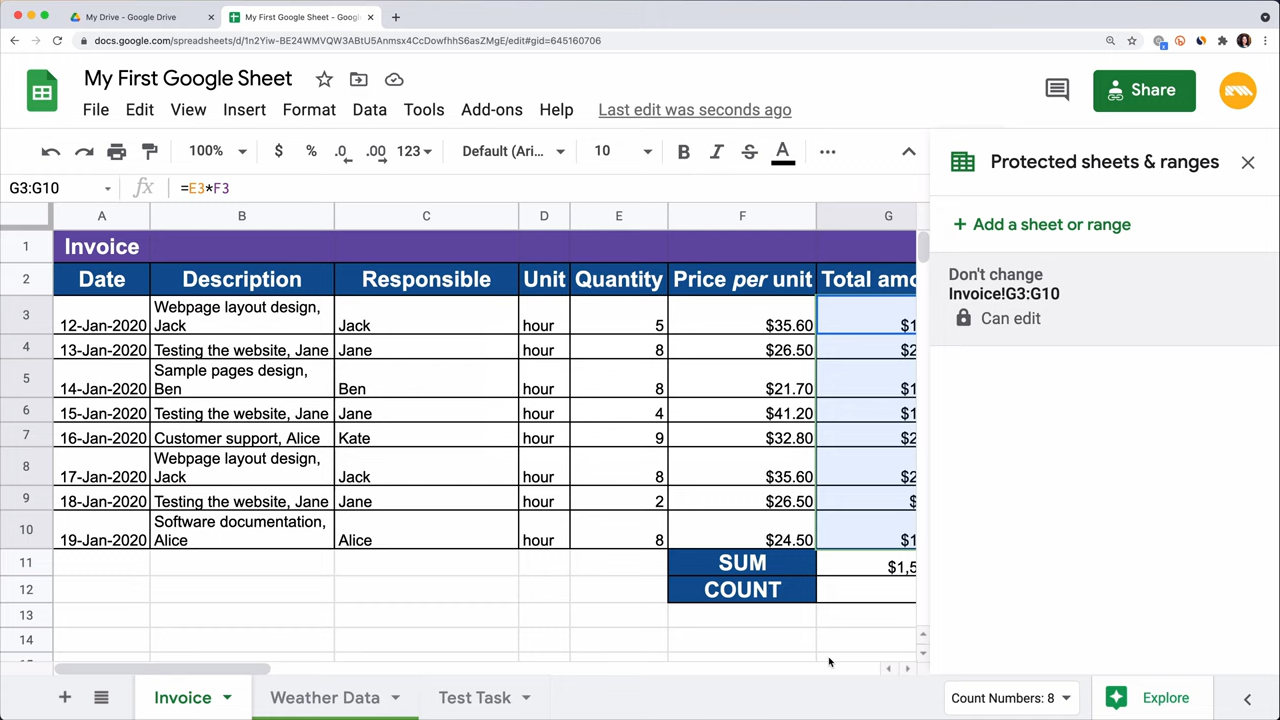 My Drive - Google Drive
My First Google Sheet - Googl
docs.google.com/spreadsheets/d/1n2Yiw-BE24WMVQW3ABtU5Anmsx4CcDowfhhS6asZMgE/edit#gid=645160706
My First Google Sheet
File Edit View Insert Format Data Tools Add-ons Help Last edit was seconds ago
Share
100% $ % .0 .00 123 Default (Ari... 10 B I S A
G3:G10 fx =E3*F3
A B C D E F G
1 Invoice
2 Date Description Responsible Unit Quantity Price per unit Total amo
3 12-Jan-2020 Webpage layout design, Jack Jack hour 5 $35.60 $1
4 13-Jan-2020 Testing the website, Jane Jane hour 8 $26.50 $2
5 14-Jan-2020 Sample pages design, Ben Ben hour 8 $21.70 $1
6 15-Jan-2020 Testing the website, Jane Jane hour 4 $41.20 $1
7 16-Jan-2020 Customer support, Alice Kate hour 9 $32.80 $2
8 17-Jan-2020 Webpage layout design, Jack Jack hour 8 $35.60 $2
9 18-Jan-2020 Testing the website, Jane Jane hour 2 $26.50 $
10 19-Jan-2020 Software documentation, Alice Alice hour 8 $24.50 $1
11 SUM $1,5
12 COUNT
13
14
Protected sheets & ranges
+ Add a sheet or range
Don't change
Invoice!G3:G10
Can edit
Invoice Weather Data Test Task Count Numbers: 8 Explore